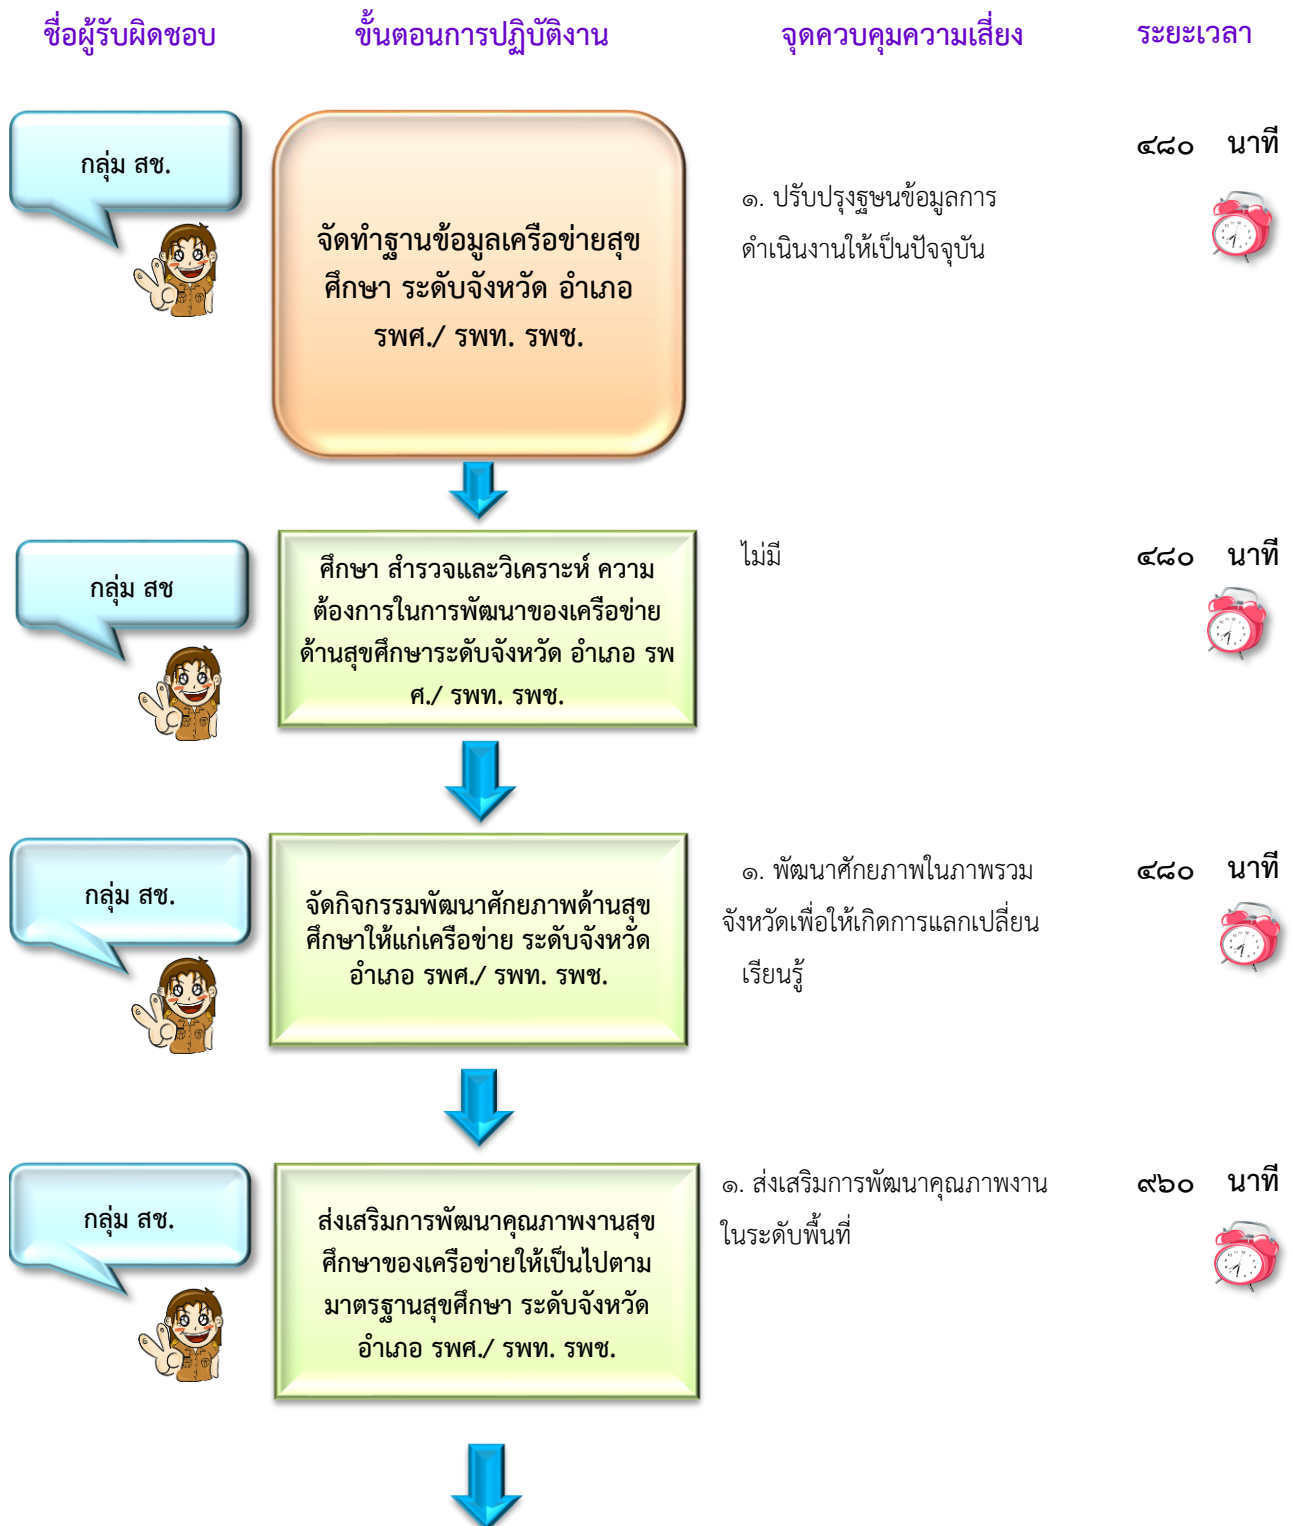 ชื่อผู้รับผิดชอบ ขั้นตอนการปฏิบัติงาน จุดควบคุมความเสี่ยง ระยะเวลา
กลุ่ม สช.
จัดทำฐานข้อมูลเครือข่ายสุข
ศึกษา ระดับจังหวัด อำเภอ
รพศ./ รพท. รพช.
๑. ปรับปรุงฐษนข้อมูลการ
ดำเนินงานให้เป็นปัจจุบัน
๔๘๐ นาที
กลุ่ม สช
ศึกษา สำรวจและวิเคราะห์ ความ
ต้องการในการพัฒนาของเครือข่าย
ด้านสุขศึกษาระดับจังหวัด อำเภอ รพ
ศ./ รพท. รพช.
ไม่มี
๔๘๐ นาที
กลุ่ม สช.
จัดกิจกรรมพัฒนาศักยภาพด้านสุข
ศึกษาให้แก่เครือข่าย ระดับจังหวัด
อำเภอ รพศ./ รพท. รพช.
๑. พัฒนาศักยภาพในภาพรวม
จังหวัดเพื่อให้เกิดการแลกเปลี่ยน
เรียนรู้
๔๘๐ นาที
กลุ่ม สช.
ส่งเสริมการพัฒนาคุณภาพงานสุข
ศึกษาของเครือข่ายให้เป็นไปตาม
มาตรฐานสุขศึกษา ระดับจังหวัด
อำเภอ รพศ./ รพท. รพช.
๑. ส่งเสริมการพัฒนาคุณภาพงาน
ในระดับพื้นที่
๙๖๐ นาที